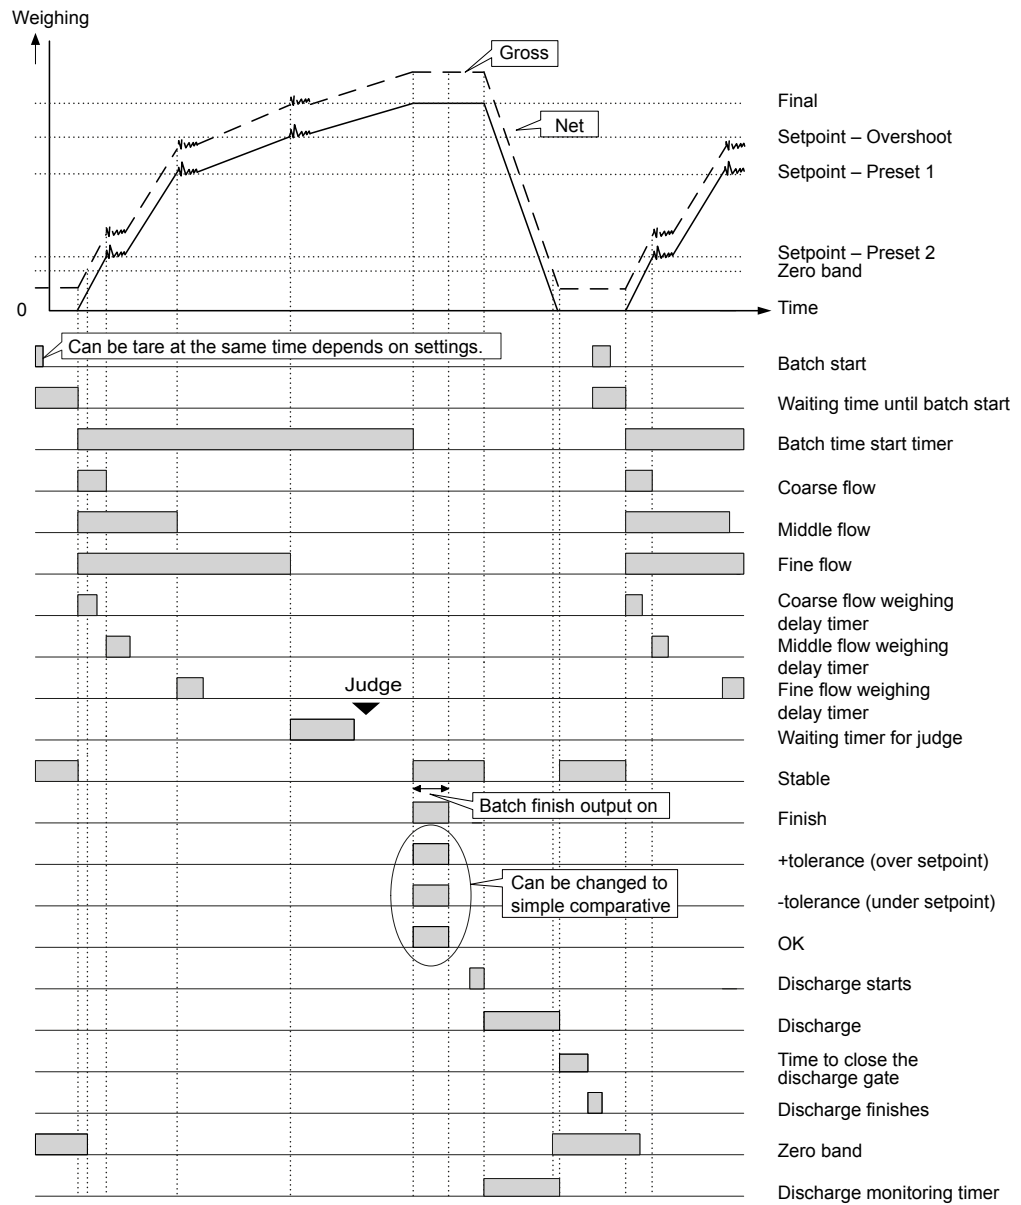 Weighing
Gross
Final
Net
Setpoint – Overshoot
Setpoint – Preset 1
Setpoint – Preset 2
Zero band
0
Time
Can be tare at the same time depends on settings.
Batch start
Waiting time until batch start
Batch time start timer
Coarse flow
Middle flow
Fine flow
Coarse flow weighing
delay timer
Middle flow weighing
delay timer
Judge
Fine flow weighing
delay timer
Waiting timer for judge
Stable
Batch finish output on
Finish
+tolerance (over setpoint)
Can be changed to
simple comparative
-tolerance (under setpoint)
OK
Discharge starts
Discharge
Time to close the
discharge gate
Discharge finishes
Zero band
Discharge monitoring timer